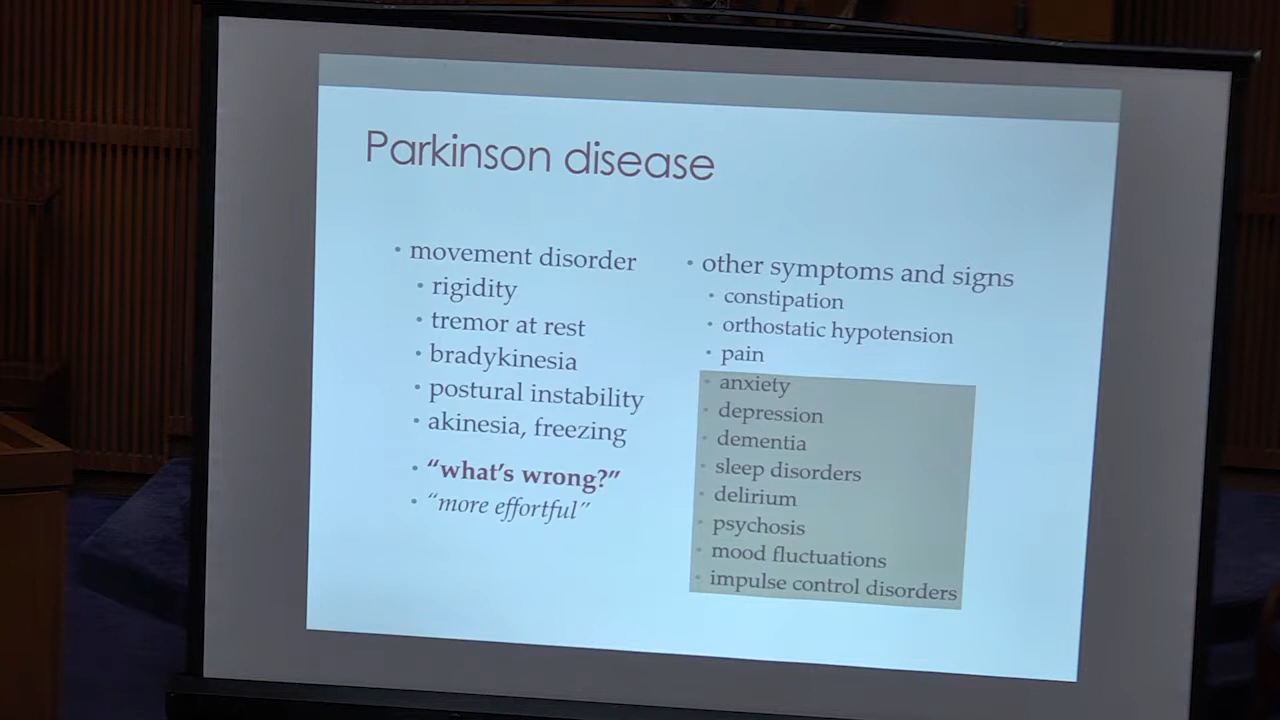 Parkinson disease
• movement disorder
• rigidity
• tremor at rest
• bradykinesia
• postural instability
• akinesia, freezing
• “what’s wrong?”
• “more effortful”
• other symptoms and signs
• constipation
• orthostatic hypotension
• pain
• anxiety
• depression
• dementia
• sleep disorders
• delirium
• psychosis
• mood fluctuations
• impulse control disorders